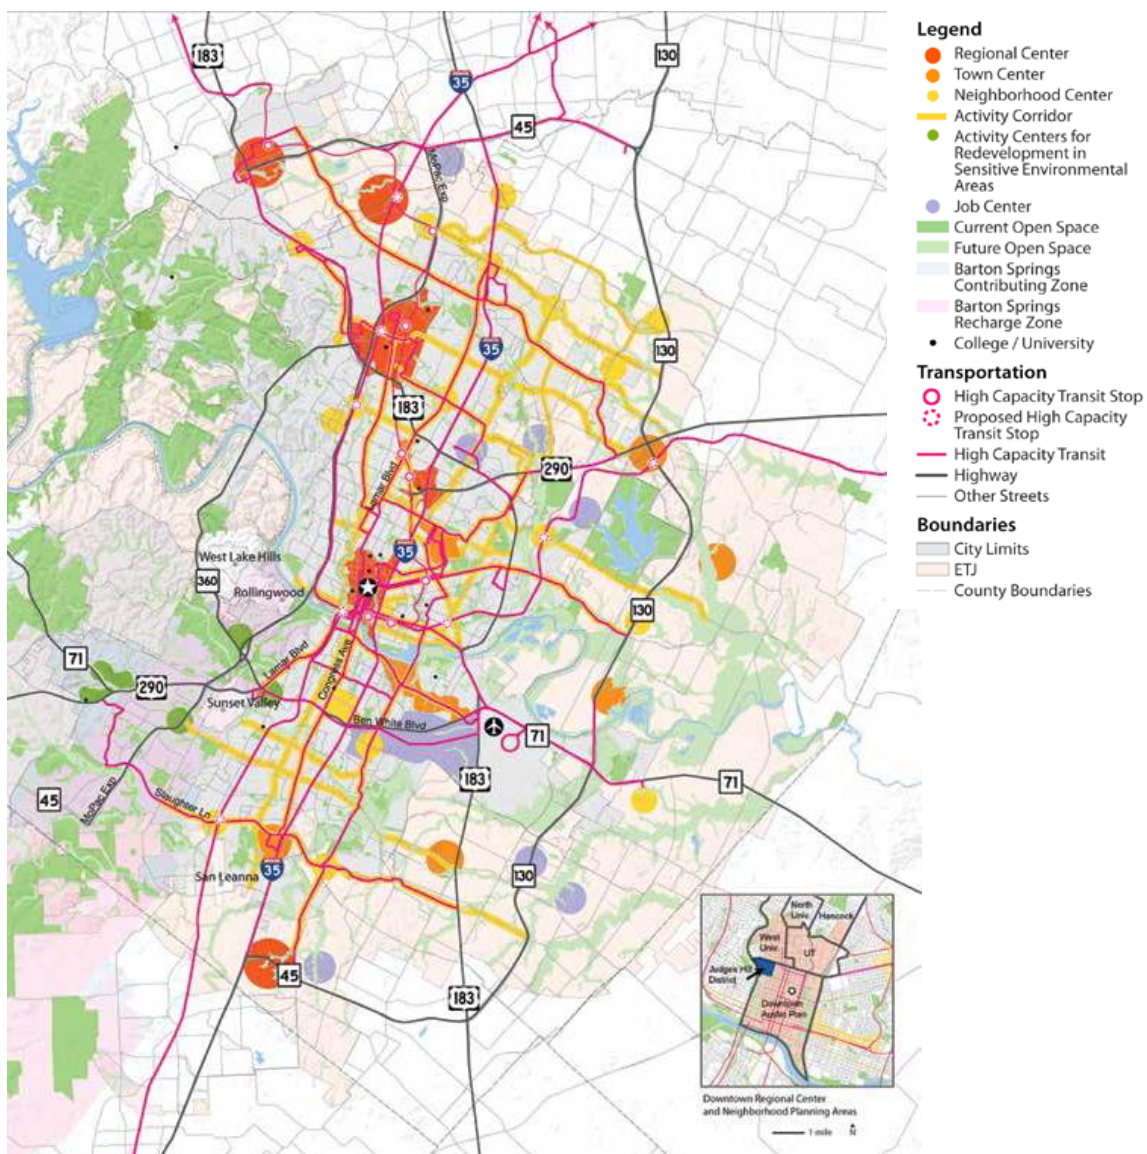 183
35
130
45
MoPac Exp
35
130
183
290
Lamar Blvd
35
West Lake Hills
360
Rollingwood
130
71
290
Lamar Blvd
Congress Ave
Sunset Valley
Ben White Blvd
71
183
71
45
MoPac Exp
Slaughter Ln
San Leanna
35
130
45
183
North
Univ.
Hancock
West
Univ.
UT
Judges Hill
District
Downtown
Austin Plan
Downtown Regional Center
and Neighborhood Planning Areas
1 mile
N
Legend
Regional Center
Town Center
Neighborhood Center
Activity Corridor
Activity Centers for
Redevelopment in
Sensitive Environmental
Areas
Job Center
Current Open Space
Future Open Space
Barton Springs
Contributing Zone
Barton Springs
Recharge Zone
College / University
Transportation
High Capacity Transit Stop
Proposed High Capacity
Transit Stop
High Capacity Transit
Highway
Other Streets
Boundaries
City Limits
ETJ
County Boundaries